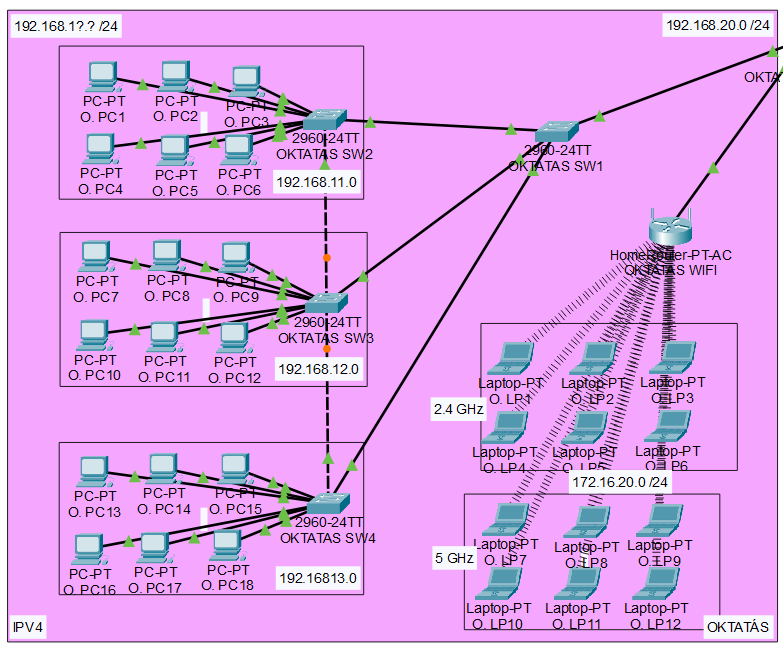 192.168.1?.? /24
192.168.20.0 /24
PC-PT
O. PC1
PC-PT
O. PC2
PC-PT
O. PC3
2960-24TT
OKTATAS SW2
PC-PT
O. PC4
PC-PT
O. PC5
PC-PT
O. PC6
192.168.11.0
2960-24TT
OKTATAS SW1
OKTA
HomeRouter-PT-AC
OKTATAS WIFI
PC-PT
O. PC7
PC-PT
O. PC8
PC-PT
O. PC9
2960-24TT
OKTATAS SW3
PC-PT
O. PC10
PC-PT
O. PC11
PC-PT
O. PC12
192.168.12.0
Laptop-PT
O. LP1
Laptop-PT
O. LP2
Laptop-PT
O. LP3
2.4 GHz
Laptop-PT
O. LP4
Laptop-PT
O. LP5
Laptop-PT
O. LP6
172.16.20.0 /24
PC-PT
O. PC13
PC-PT
O. PC14
PC-PT
O. PC15
2960-24TT
OKTATAS SW4
PC-PT
O. PC16
PC-PT
O. PC17
PC-PT
O. PC18
192.16813.0
Laptop-PT
O. LP7
Laptop-PT
O. LP8
Laptop-PT
O. LP9
5 GHz
Laptop-PT
O. LP10
Laptop-PT
O. LP11
Laptop-PT
O. LP12
IPV4
OKTATÁS